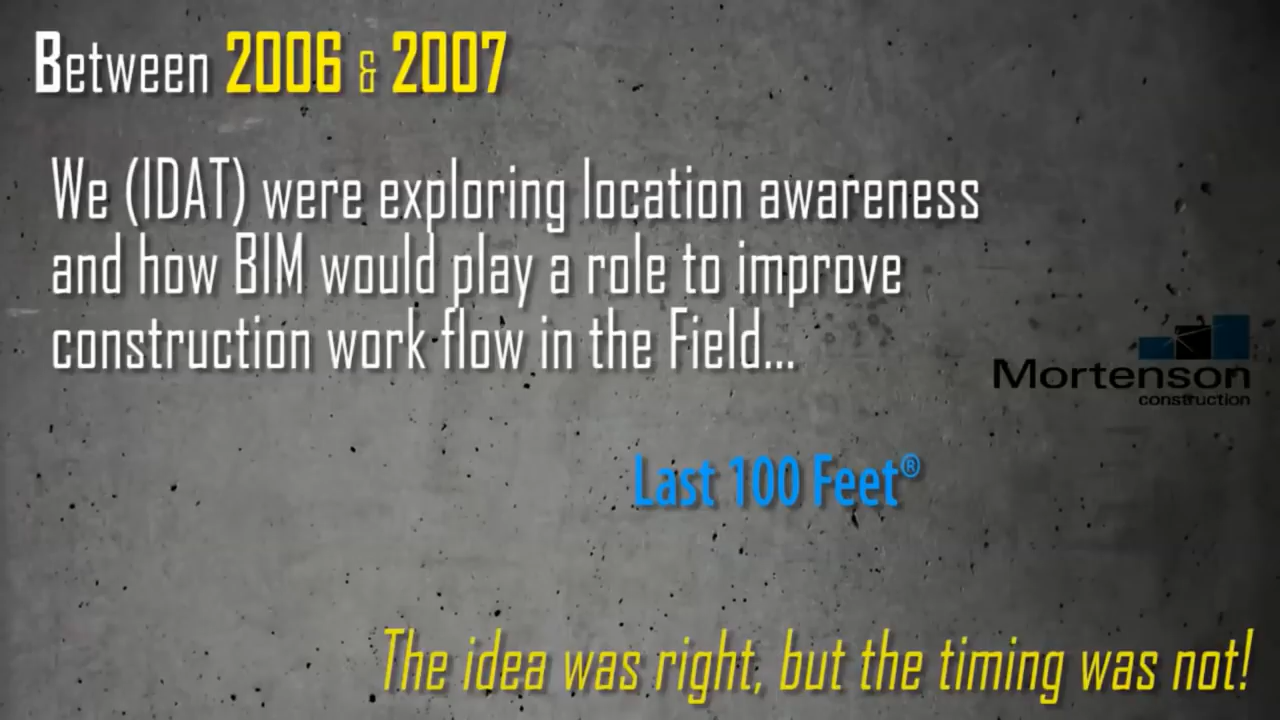 Between 2006 & 2007
We (IDAT) were exploring location awareness
and how BIM would play a role to improve
construction work flow in the Field...
Mortenson
construction
Last 100 Feet®
The idea was right, but the timing was not!